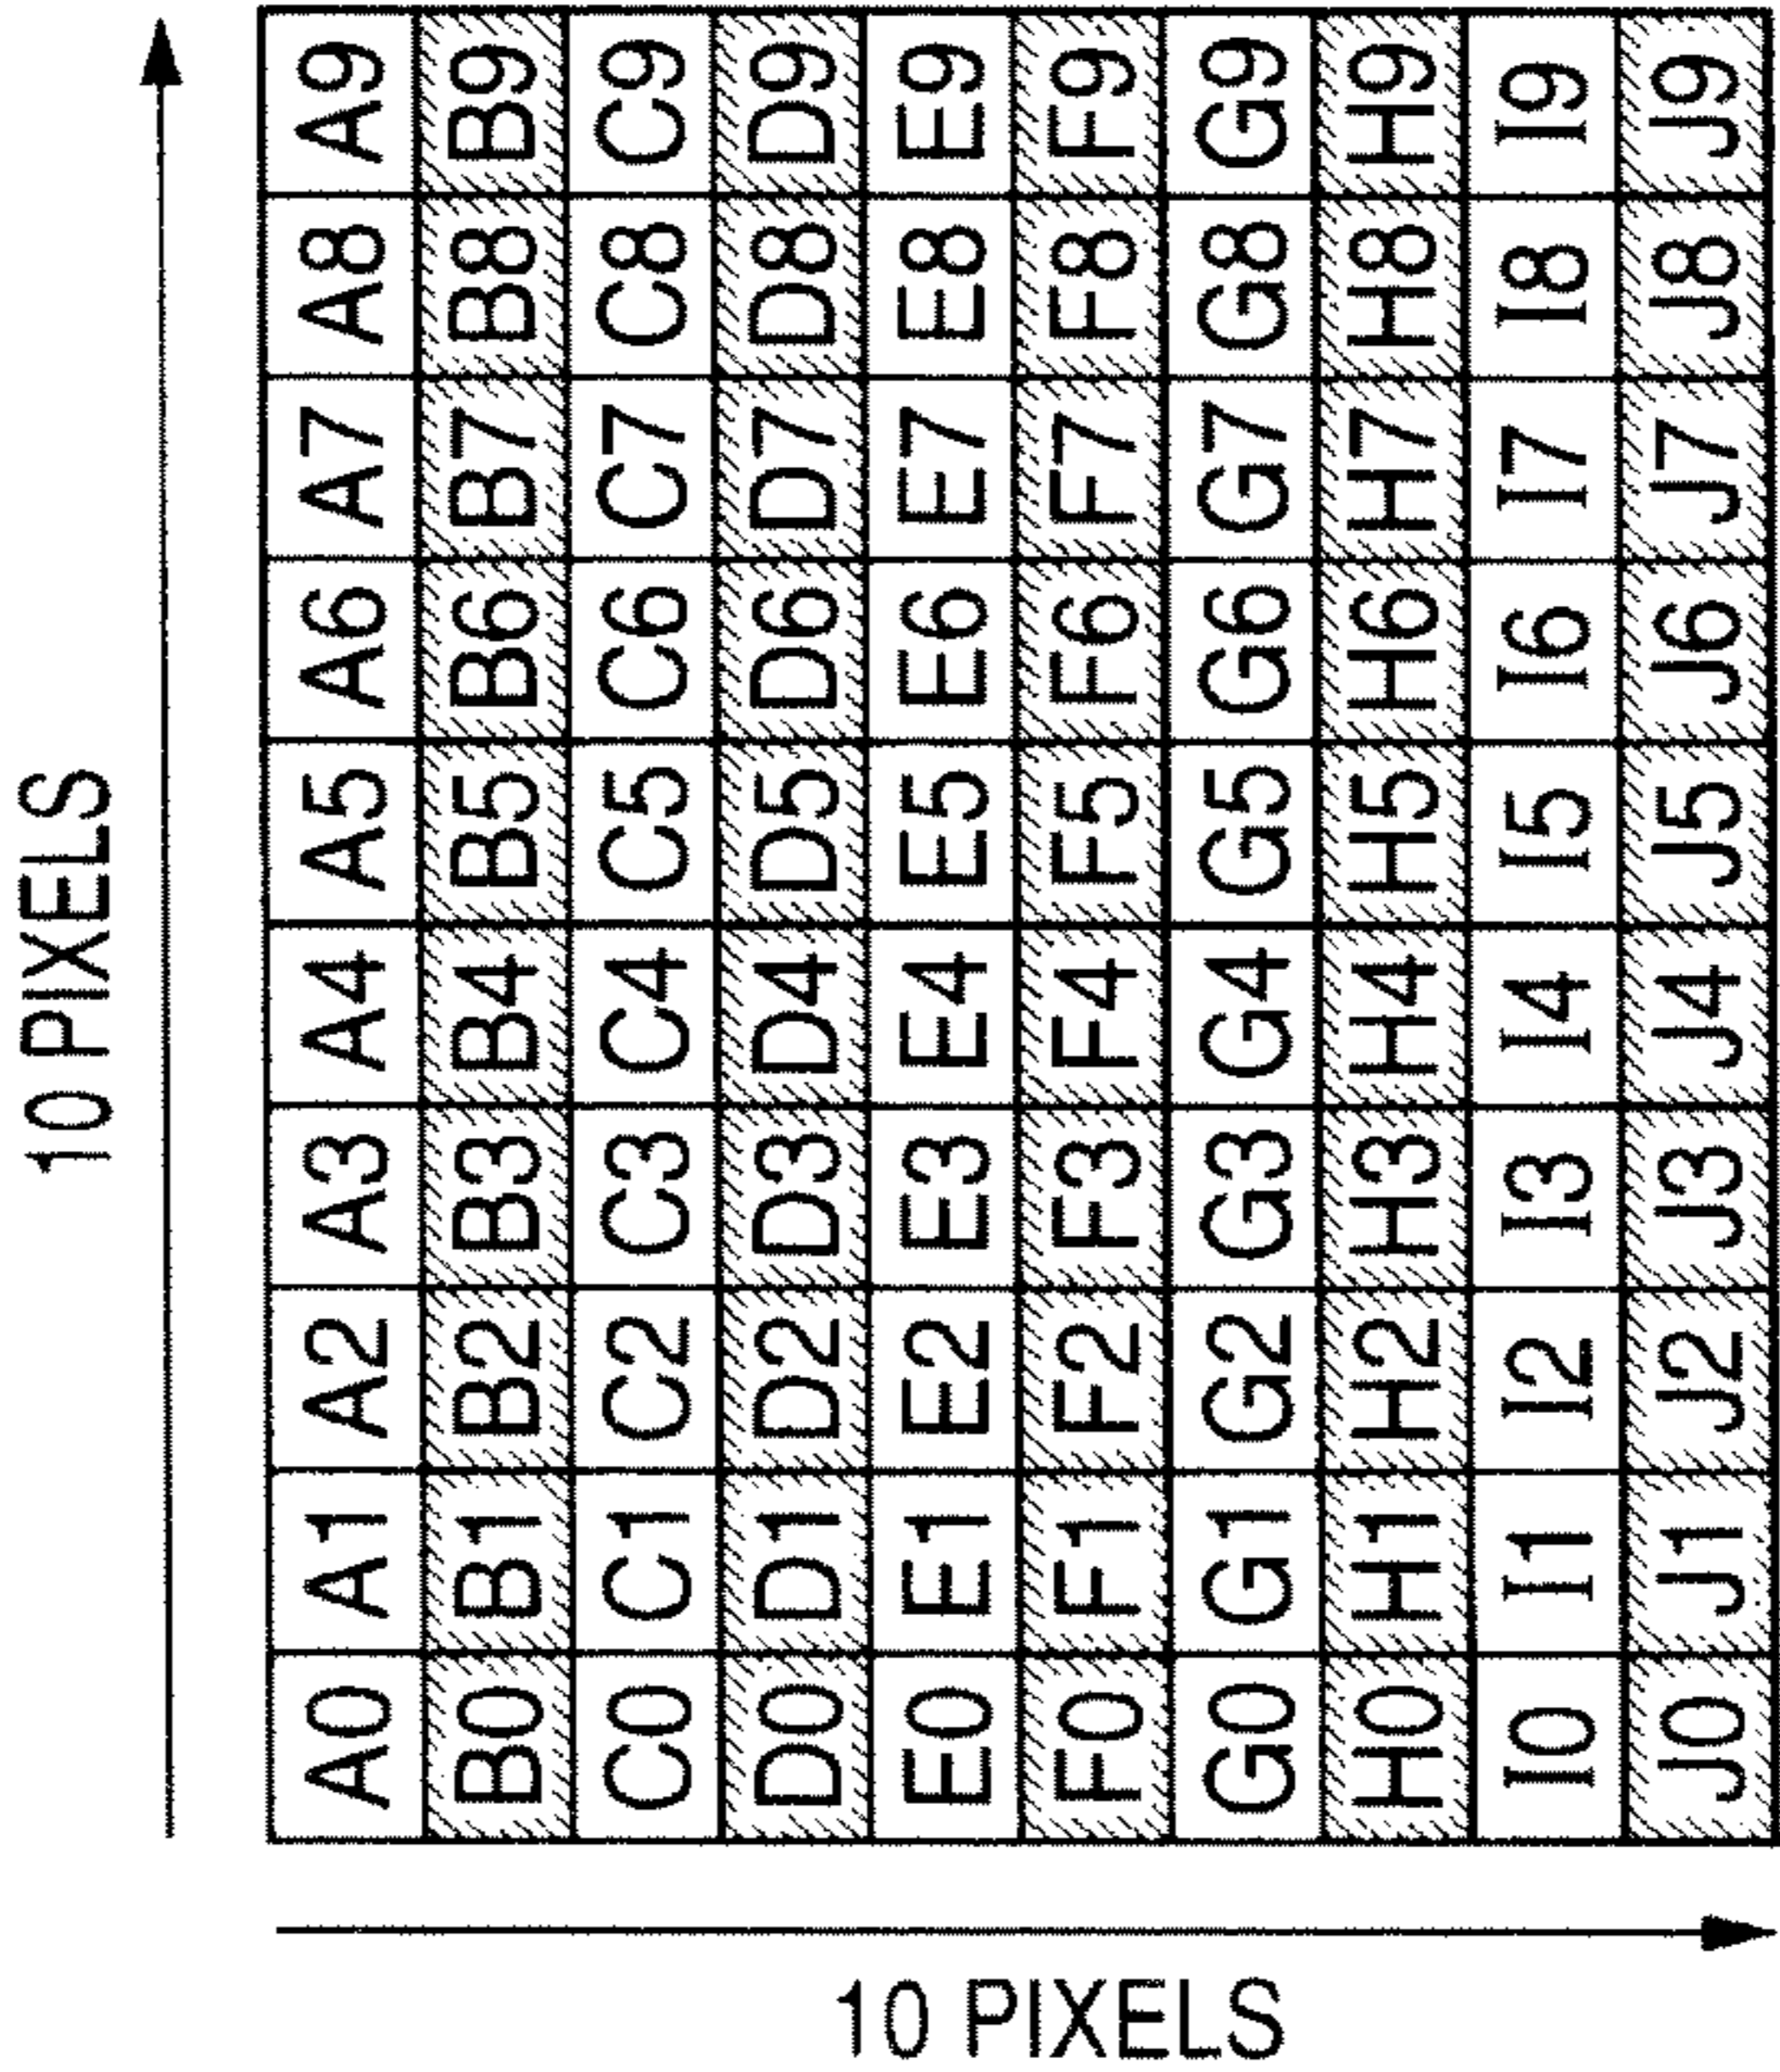 10 PIXELS
A0 A1 A2 A3 A4 A5 A6 A7 A8 A9
B0 B1 B2 B3 B4 B5 B6 B7 B8 B9
C0 C1 C2 C3 C4 C5 C6 C7 C8 C9
D0 D1 D2 D3 D4 D5 D6 D7 D8 D9
E0 E1 E2 E3 E4 E5 E6 E7 E8 E9
F0 F1 F2 F3 F4 F5 F6 F7 F8 F9
G0 G1 G2 G3 G4 G5 G6 G7 G8 G9
H0 H1 H2 H3 H4 H5 H6 H7 H8 H9
I0 I1 I2 I3 I4 I5 I6 I7 I8 I9
J0 J1 J2 J3 J4 J5 J6 J7 J8 J9
10 PIXELS